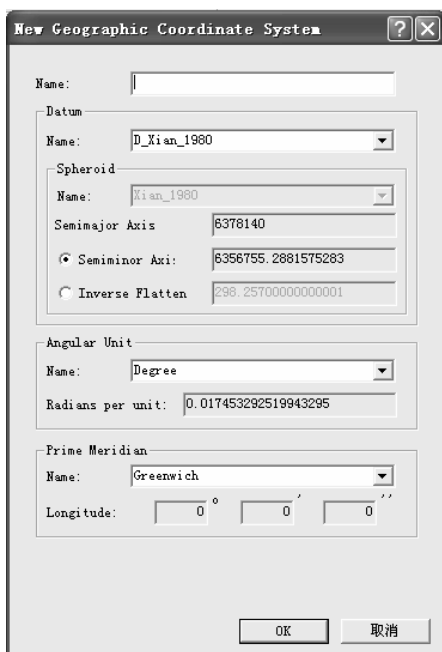 New Geographic Coordinate System
Name:
Datum
Name: D_Xian_1980
Spheroid
Name: Xian_1980
Semimajor Axis 6378140
Semiminor Axi: 6356755.2881575283
Inverse Flatten 298.25700000000001
Angular Unit
Name: Degree
Radians per unit: 0.017453292519943295
Prime Meridian
Name: Greenwich
Longitude: 0 ° 0 ' 0 ''
OK 取消